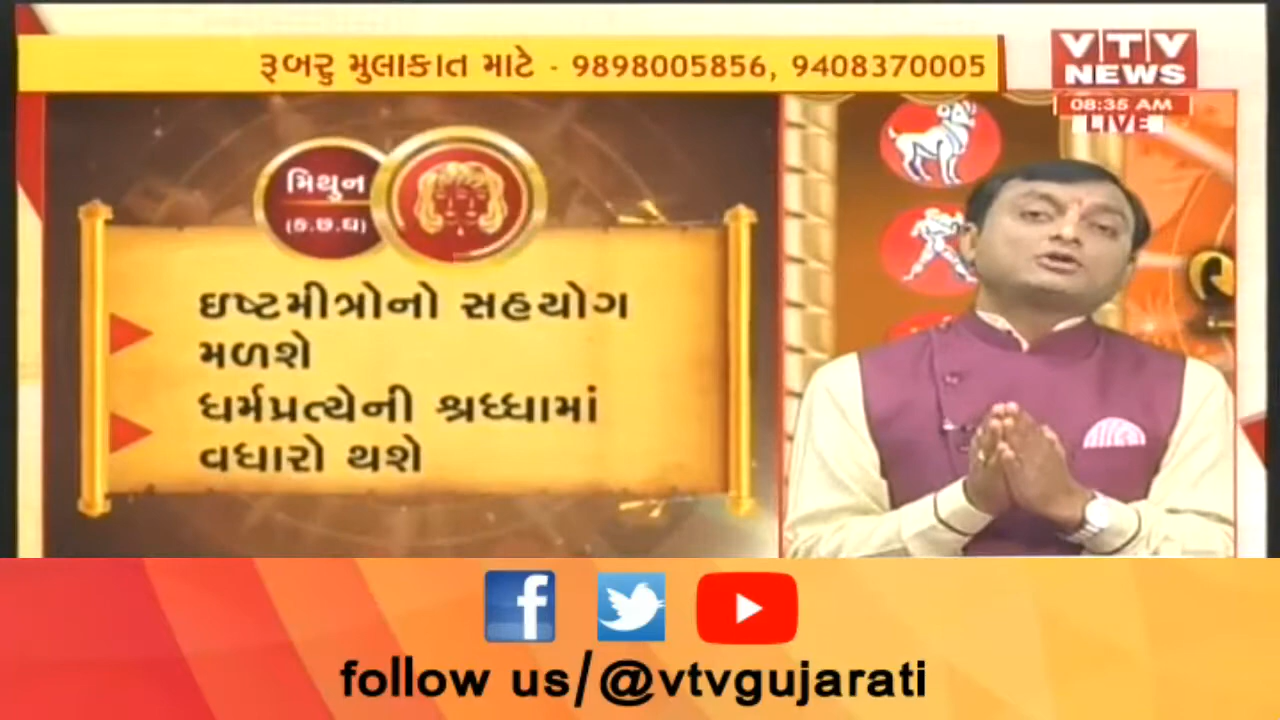 રૂબરુ મુલાકાત માટે - 9898005856, 9408370005
VTV
NEWS
08:35 AM
LIVE
મિથુન
(ક.છ.ઘ)
ઇષ્ટમીત્રોનો સહયોગ
મળશે
ધર્મપ્રત્યેની શ્રધ્ધામાં
વધારો થશે
follow us/@vtvgujarati